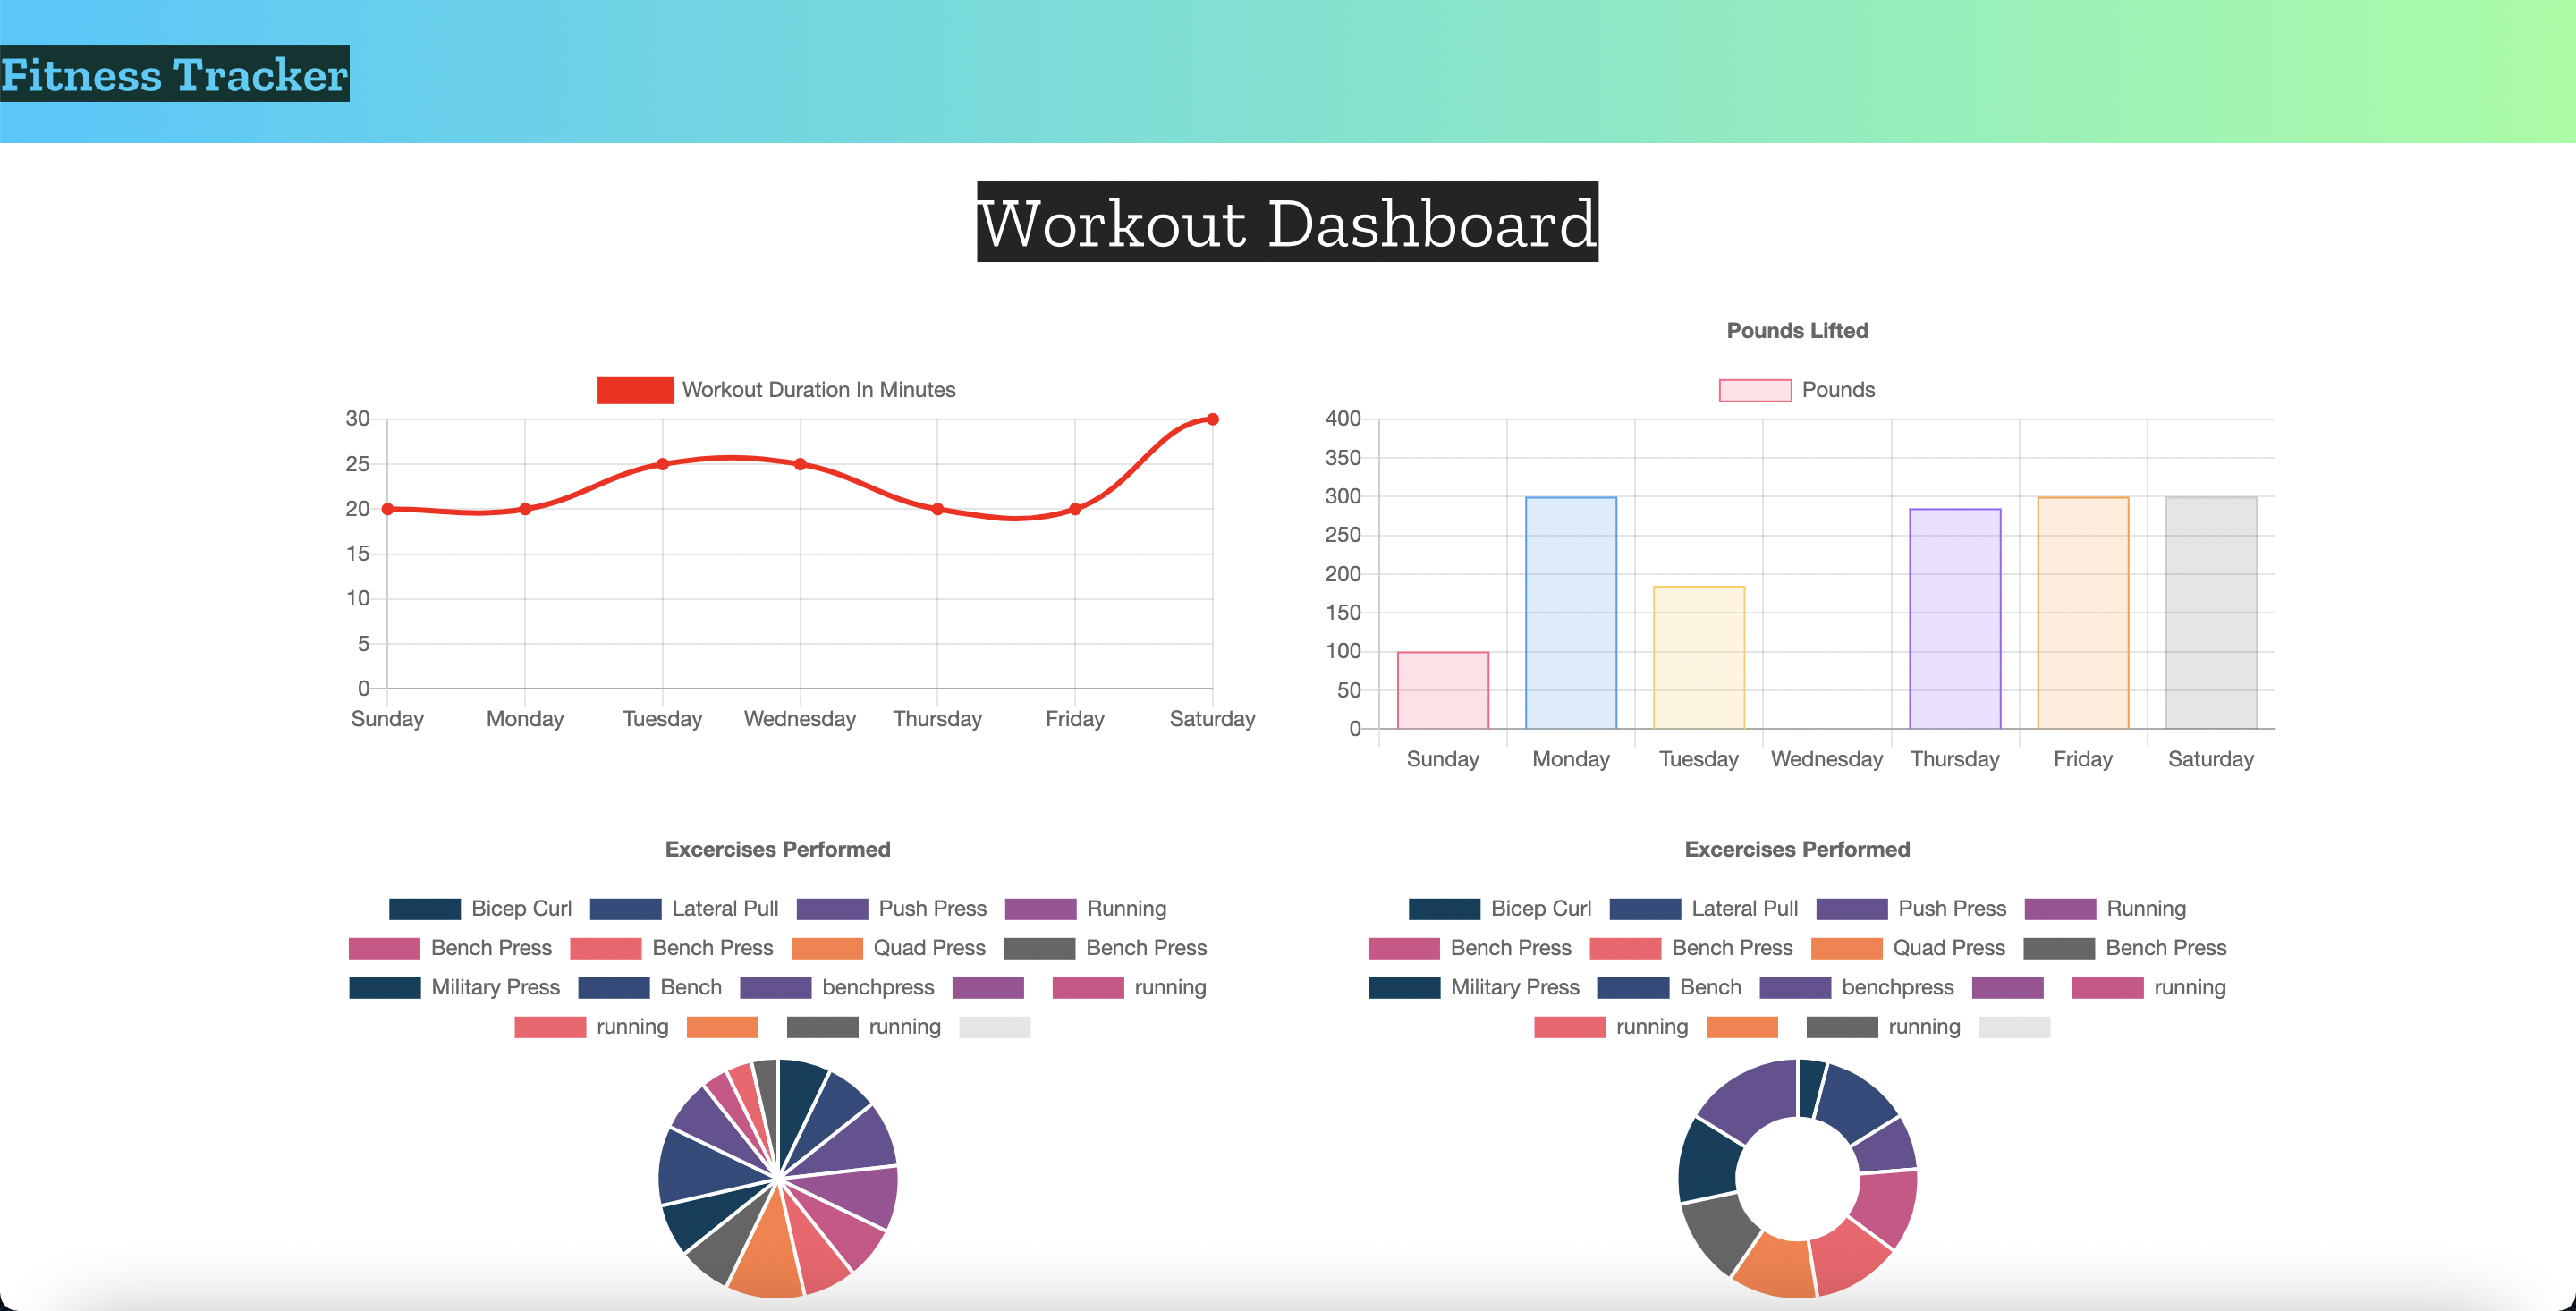 Fitness Tracker
Workout Dashboard
Workout Duration In Minutes
30
25
20
15
10
5
0
Sunday Monday Tuesday Wednesday Thursday Friday Saturday
Pounds Lifted
Pounds
400
350
300
250
200
150
100
50
0
Sunday Monday Tuesday Wednesday Thursday Friday Saturday
Excercises Performed
Bicep Curl Lateral Pull Push Press Running
Bench Press Bench Press Quad Press Bench Press
Military Press Bench benchpress running
running running
Excercises Performed
Bicep Curl Lateral Pull Push Press Running
Bench Press Bench Press Quad Press Bench Press
Military Press Bench benchpress running
running running